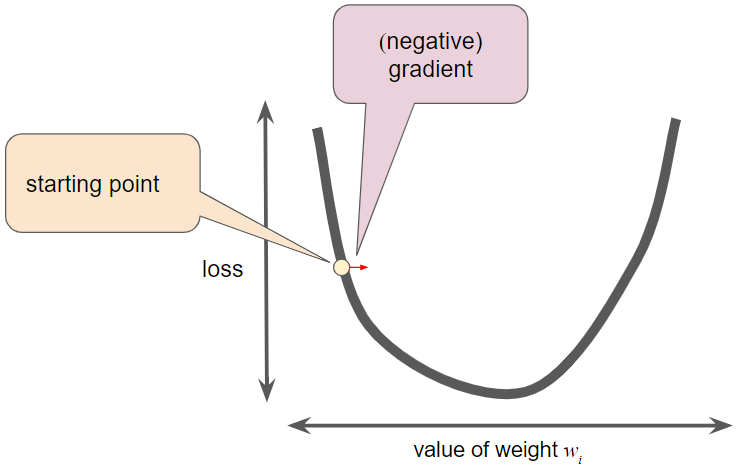 (negative)
gradient
starting point
loss
value of weight wᵢ